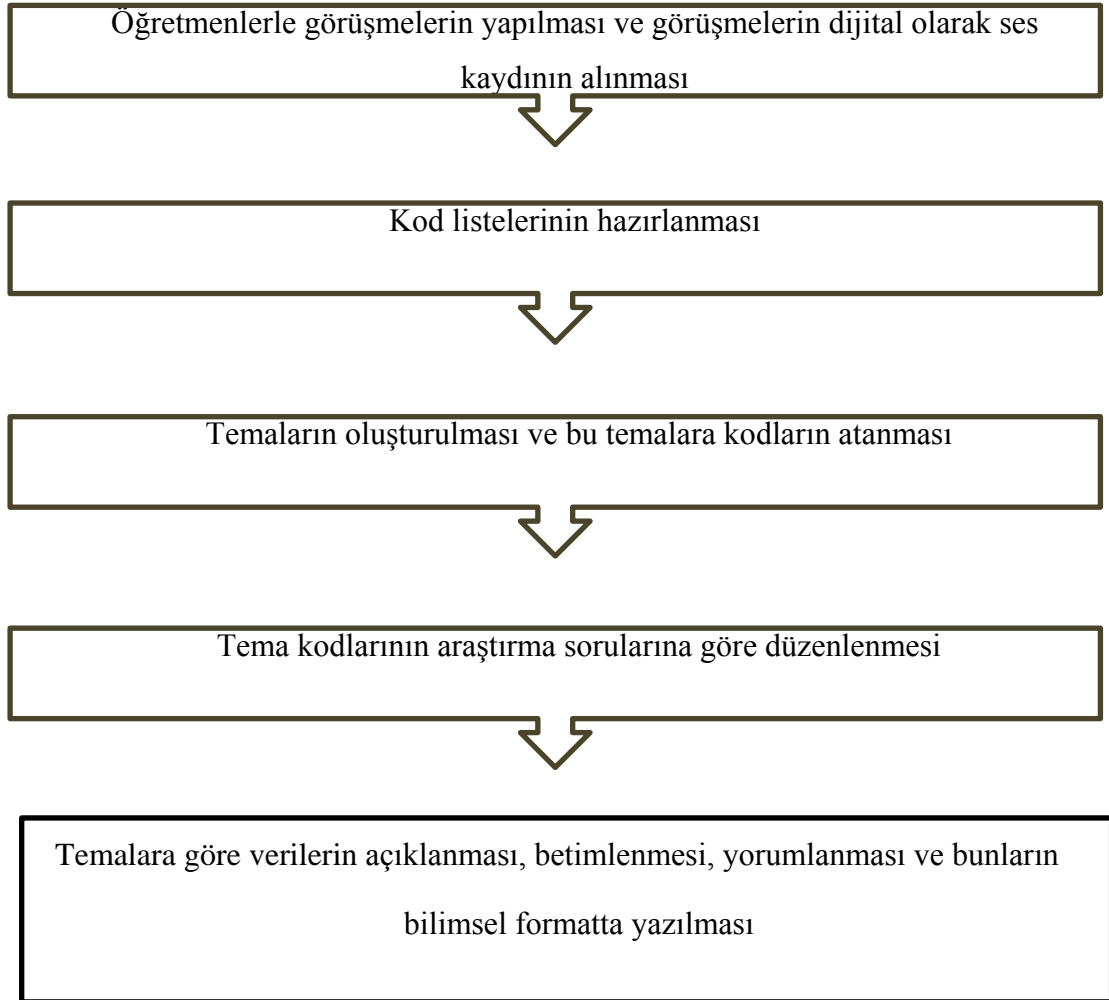 Öğretmenlerle görüşmelerin yapılması ve görüşmelerin dijital olarak ses
kaydının alınması
Kod listelerinin hazırlanması
Temaların oluşturulması ve bu temalara kodların atanması
Tema kodlarının araştırma sorularına göre düzenlenmesi
Temalara göre verilerin açıklanması, betimlenmesi, yorumlanması ve bunların
bilimsel formatta yazılması